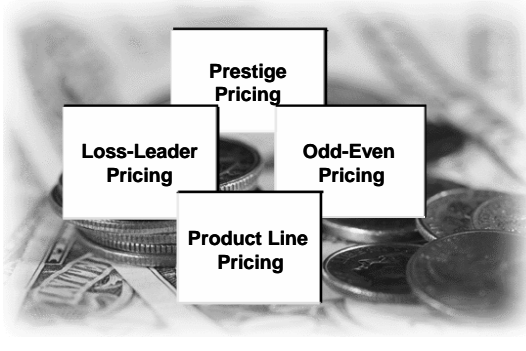 Prestige
Pricing
Loss-Leader
Pricing
Odd-Even
Pricing
Product Line
Pricing